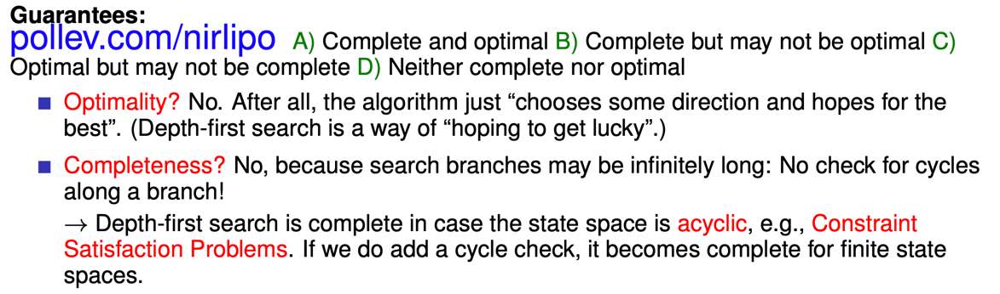 Guarantees:
pollev.com/nirlipo A) Complete and optimal B) Complete but may not be optimal C)
Optimal but may not be complete D) Neither complete nor optimal
Optimality? No. After all, the algorithm just “chooses some direction and hopes for the
best”. (Depth-first search is a way of “hoping to get lucky”.)
Completeness? No, because search branches may be infinitely long: No check for cycles
along a branch!
→ Depth-first search is complete in case the state space is acyclic, e.g., Constraint
Satisfaction Problems. If we do add a cycle check, it becomes complete for finite state
spaces.